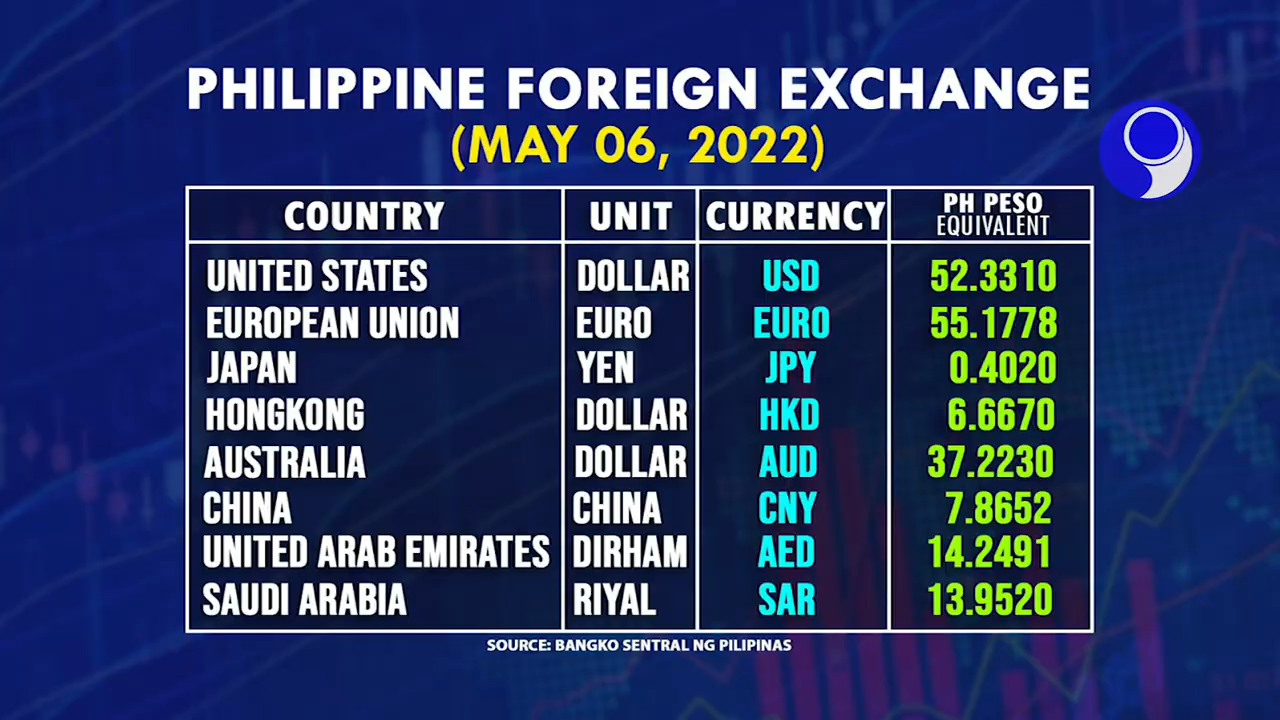 PHILIPPINE FOREIGN EXCHANGE
(MAY 06, 2022)
COUNTRY UNIT CURRENCY PH PESO EQUIVALENT
UNITED STATES DOLLAR USD 52.3310
EUROPEAN UNION EURO EURO 55.1778
JAPAN YEN JPY 0.4020
HONGKONG DOLLAR HKD 6.6670
AUSTRALIA DOLLAR AUD 37.2230
CHINA CHINA CNY 7.8652
UNITED ARAB EMIRATES DIRHAM AED 14.2491
SAUDI ARABIA RIYAL SAR 13.9520
SOURCE: BANGKO SENTRAL NG PILIPINAS